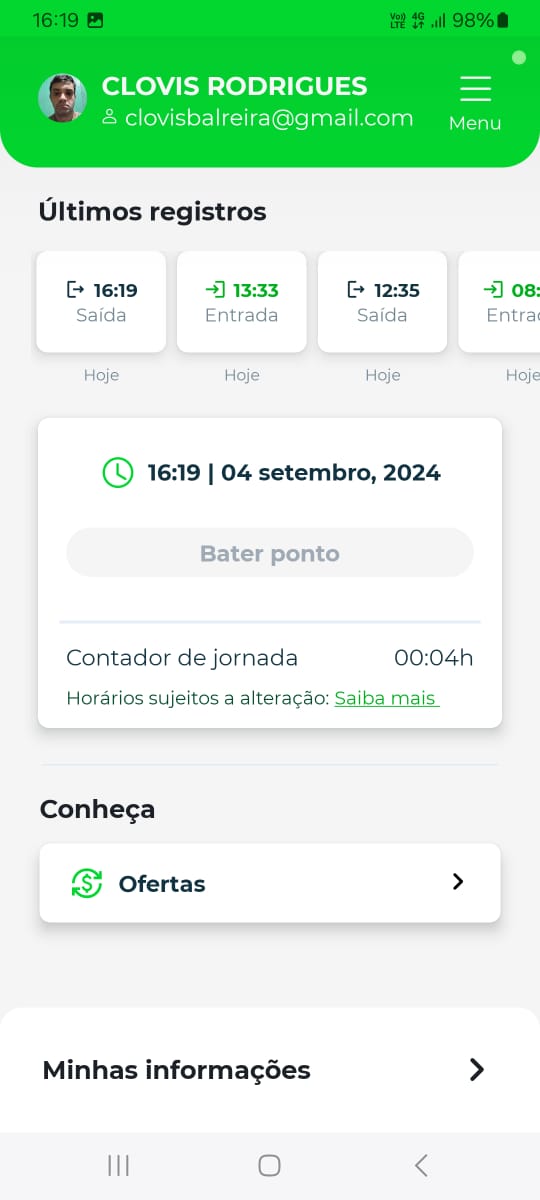 16:19 Vo)) LTE 4G 98%
CLOVIS RODRIGUES
clovisbalreira@gmail.com
Menu
Últimos registros
16:19 13:33 12:35 08:
Saída Entrada Saída Entra
Hoje Hoje Hoje Hoje
16:19 | 04 setembro, 2024
Bater ponto
Contador de jornada 00:04h
Horários sujeitos a alteração: Saiba mais
Conheça
Ofertas
Minhas informações